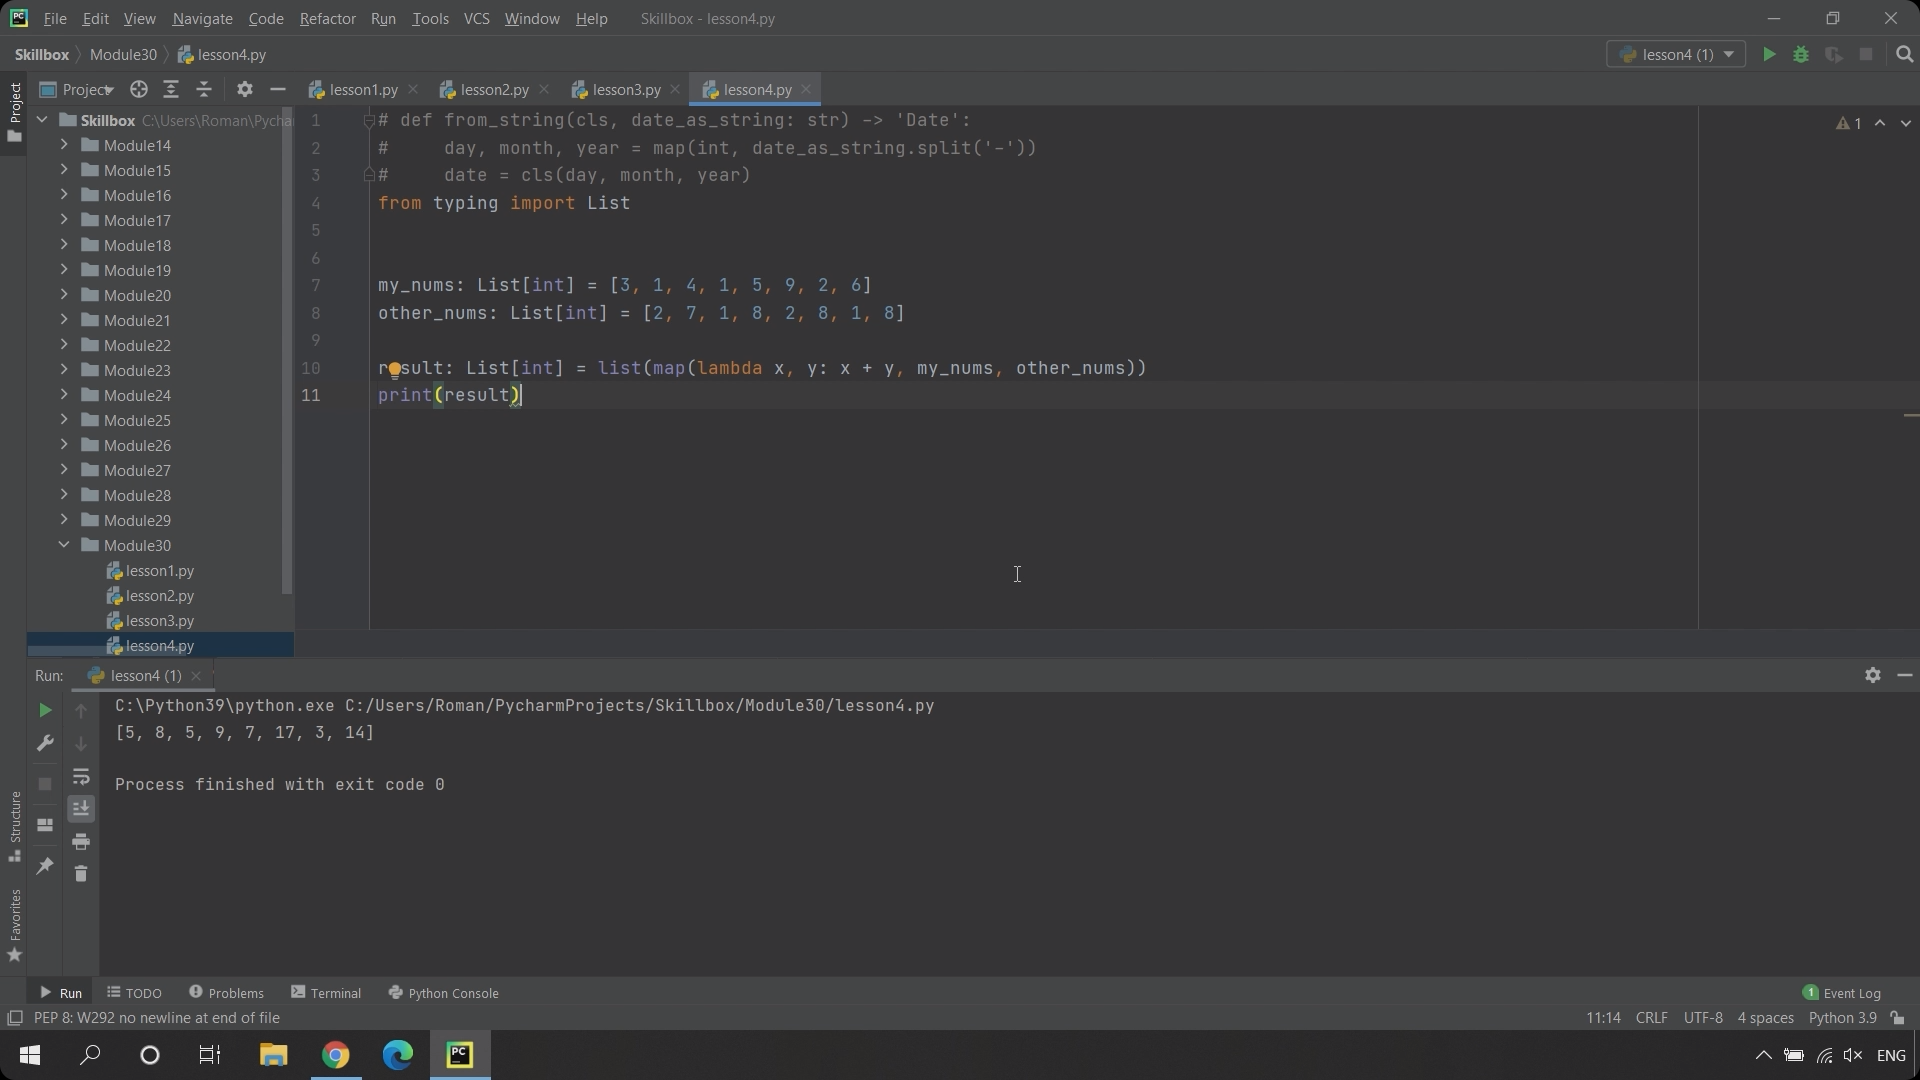 File Edit View Navigate Code Refactor Run Tools VCS Window Help Skillbox - lesson4.py
Skillbox Module30 lesson4.py lesson4 (1)
Project lesson1.py lesson2.py lesson3.py lesson4.py
Project
Skillbox C:\Users\Roman\Pycha
Module14
Module15
Module16
Module17
Module18
Module19
Module20
Module21
Module22
Module23
Module24
Module25
Module26
Module27
Module28
Module29
Module30
lesson1.py
lesson2.py
lesson3.py
lesson4.py
1 # def from_string(cls, date_as_string: str) -> 'Date':
2 #     day, month, year = map(int, date_as_string.split('-'))
3 #     date = cls(day, month, year)
4 from typing import List
5
6
7 my_nums: List[int] = [3, 1, 4, 1, 5, 9, 2, 6]
8 other_nums: List[int] = [2, 7, 1, 8, 2, 8, 1, 8]
9
10 result: List[int] = list(map(lambda x, y: x + y, my_nums, other_nums))
11 print(result)
1
Run: lesson4 (1)
C:\Python39\python.exe C:/Users/Roman/PycharmProjects/Skillbox/Module30/lesson4.py
[5, 8, 5, 9, 7, 17, 3, 14]
Process finished with exit code 0
Structure
Favorites
Run TODO Problems Terminal Python Console 1 Event Log
PEP 8: W292 no newline at end of file 11:14 CRLF UTF-8 4 spaces Python 3.9
PC ENG